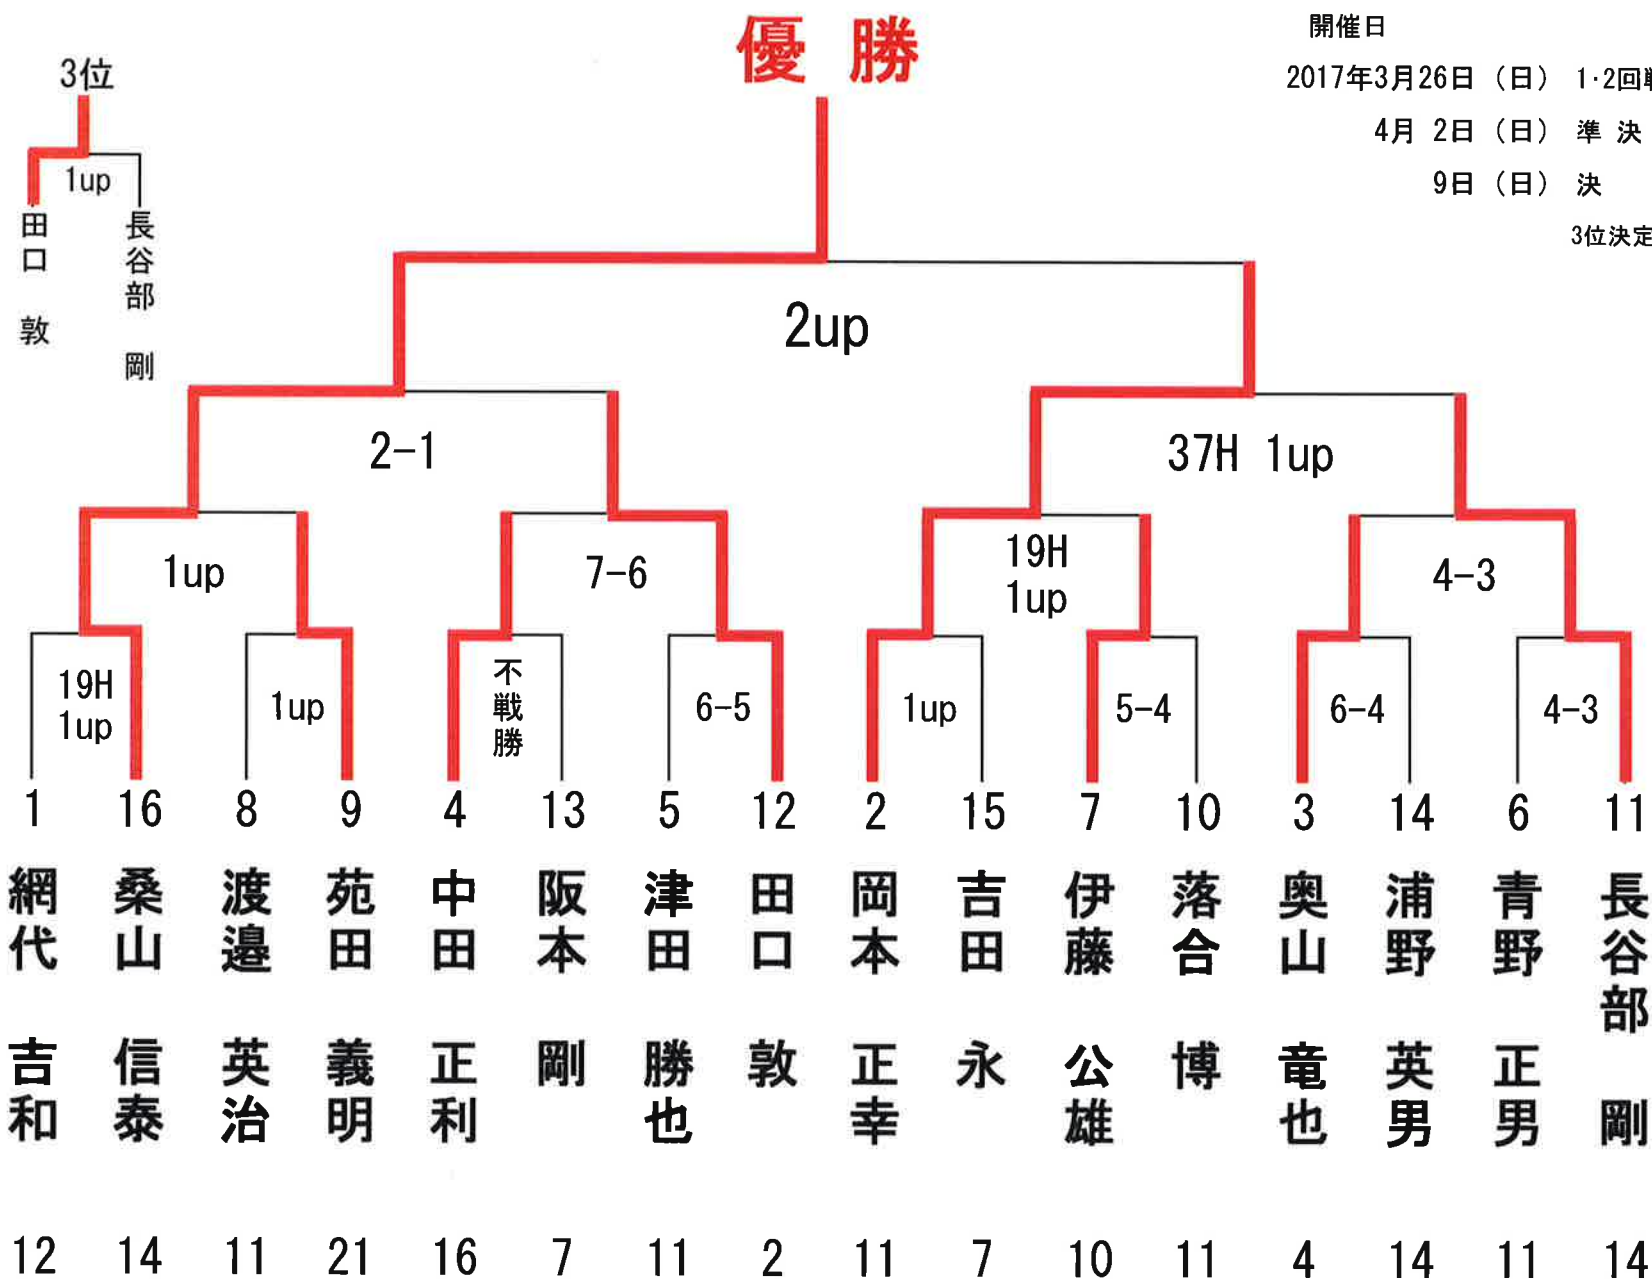 優勝
開催日
2017年3月26日（日） 1・2回戦
4月 2日（日） 準 決
9日（日） 決
3位決定
3位
1up
田口 敦
長谷部 剛
2up
2-1
37H 1up
1up
7-6
19H
1up
4-3
19H
1up
1up
不戦勝
6-5
1up
5-4
6-4
4-3
1 16 8 9 4 13 5 12 2 15 7 10 3 14 6 11
網代 吉和
桑山 信泰
渡邉 英治
苑田 義明
中田 正利
阪本 剛
津田 勝也
田口 敦
岡本 正幸
吉田 永
伊藤 公雄
落合 博
奥山 竜也
浦野 英男
青野 正男
長谷部 剛
12 14 11 21 16 7 11 2 11 7 10 11 4 14 11 14